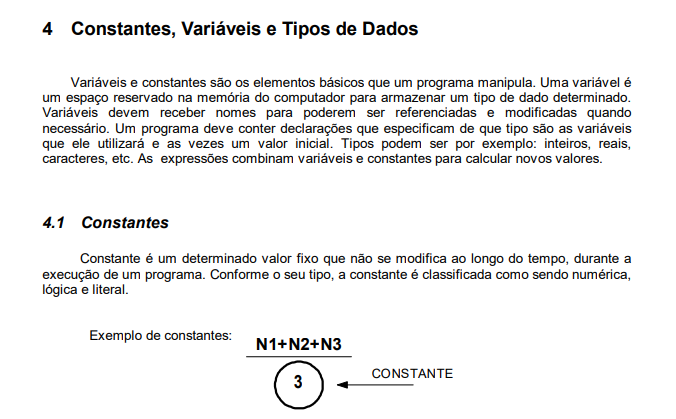 4 Constantes, Variáveis e Tipos de Dados
Variáveis e constantes são os elementos básicos que um programa manipula. Uma variável é
um espaço reservado na memória do computador para armazenar um tipo de dado determinado.
Variáveis devem receber nomes para poderem ser referenciadas e modificadas quando
necessário. Um programa deve conter declarações que especificam de que tipo são as variáveis
que ele utilizará e as vezes um valor inicial. Tipos podem ser por exemplo: inteiros, reais,
caracteres, etc. As expressões combinam variáveis e constantes para calcular novos valores.
4.1 Constantes
Constante é um determinado valor fixo que não se modifica ao longo do tempo, durante a
execução de um programa. Conforme o seu tipo, a constante é classificada como sendo numérica,
lógica e literal.
Exemplo de constantes:
N1+N2+N3
3
CONSTANTE